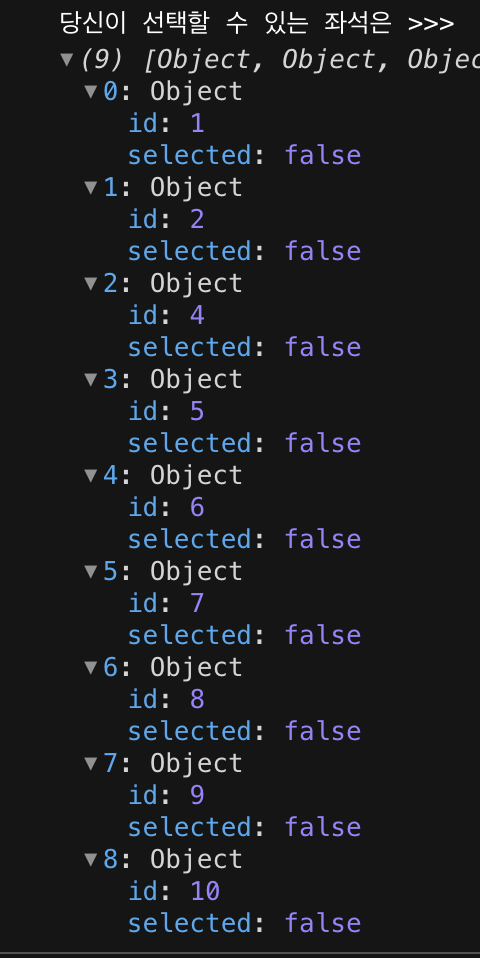 당신이 선택할 수 있는 좌석은 >>>
▼(9) [Object, Object, Objec
▼0: Object
id: 1
selected: false
▼1: Object
id: 2
selected: false
▼2: Object
id: 4
selected: false
▼3: Object
id: 5
selected: false
▼4: Object
id: 6
selected: false
▼5: Object
id: 7
selected: false
▼6: Object
id: 8
selected: false
▼7: Object
id: 9
selected: false
▼8: Object
id: 10
selected: false